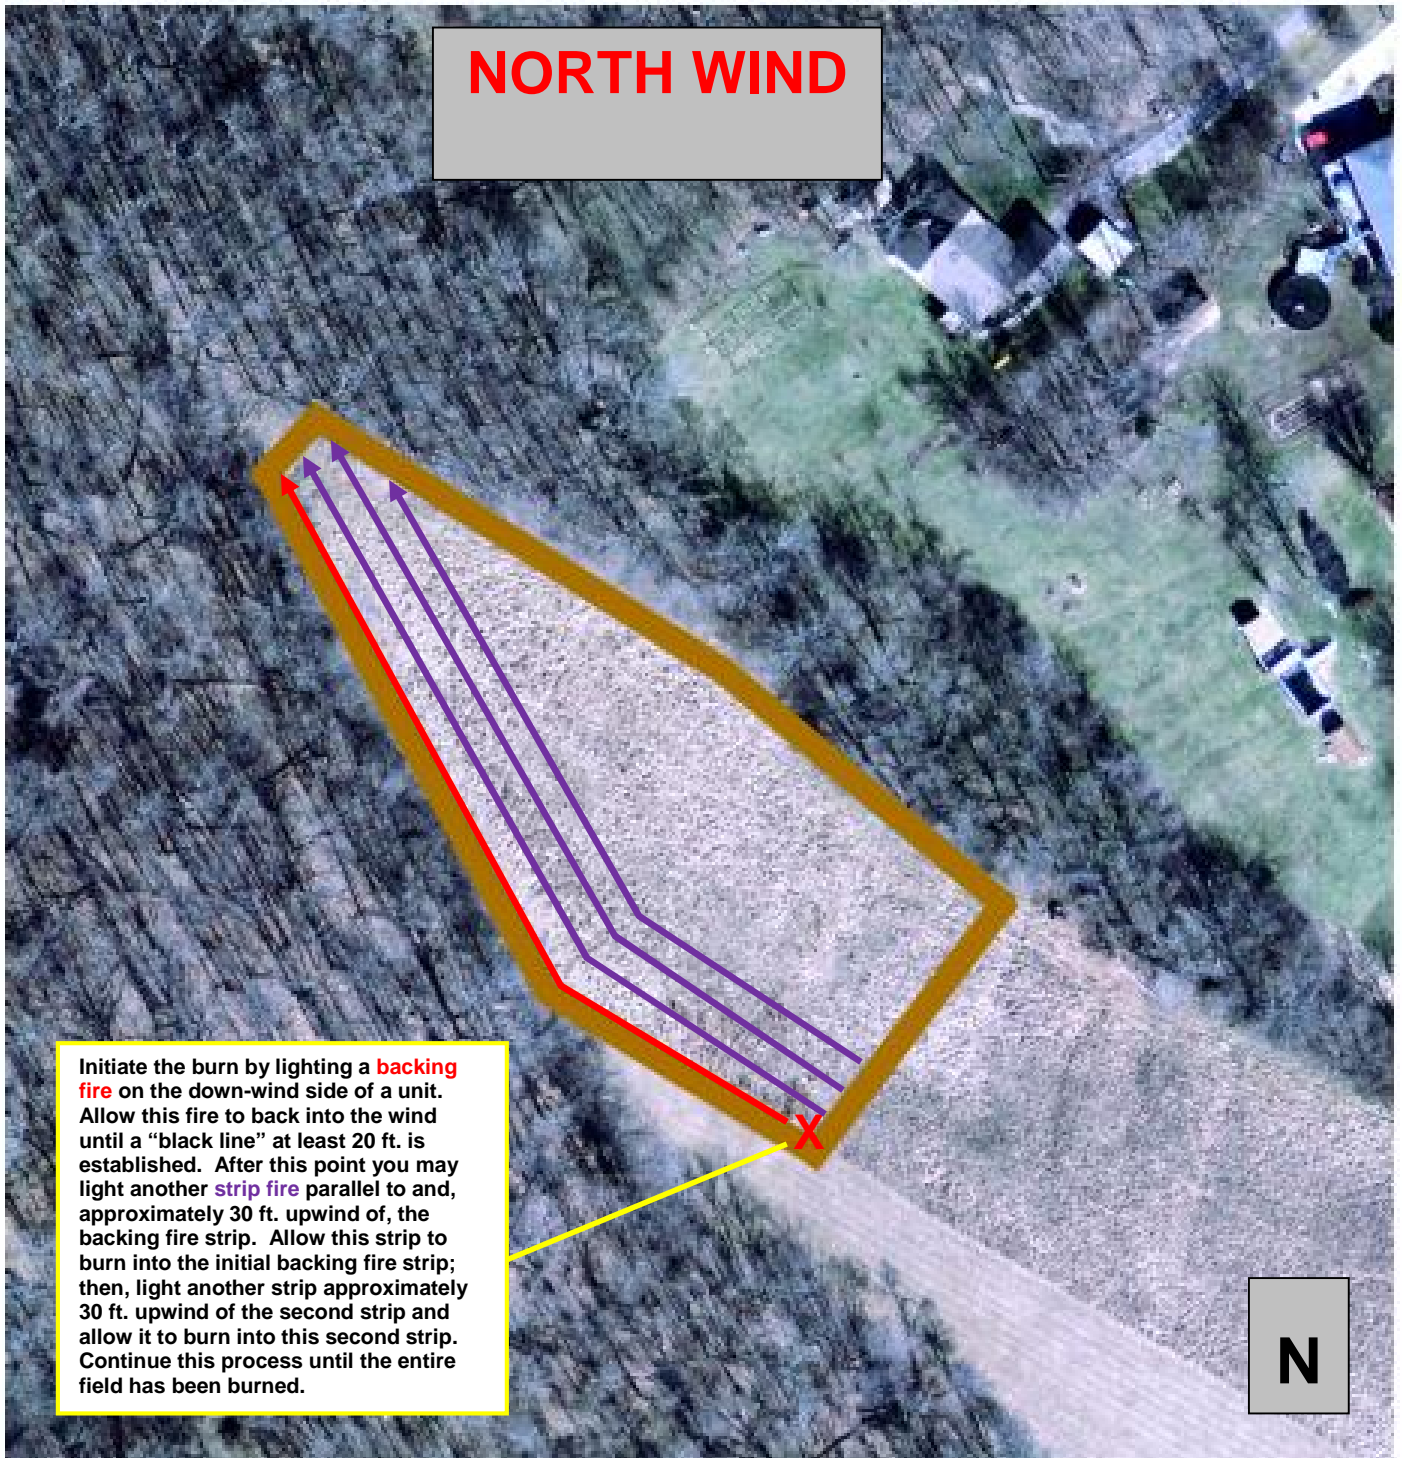 NORTH WIND
Initiate the burn by lighting a backing
fire on the down-wind side of a unit.
Allow this fire to back into the wind
until a “black line” at least 20 ft. is
established.  After this point you may
light another strip fire parallel to and,
approximately 30 ft. upwind of, the
backing fire strip.  Allow this strip to
burn into the initial backing fire strip;
then, light another strip approximately
30 ft. upwind of the second strip and
allow it to burn into this second strip.
Continue this process until the entire
field has been burned.
X
N